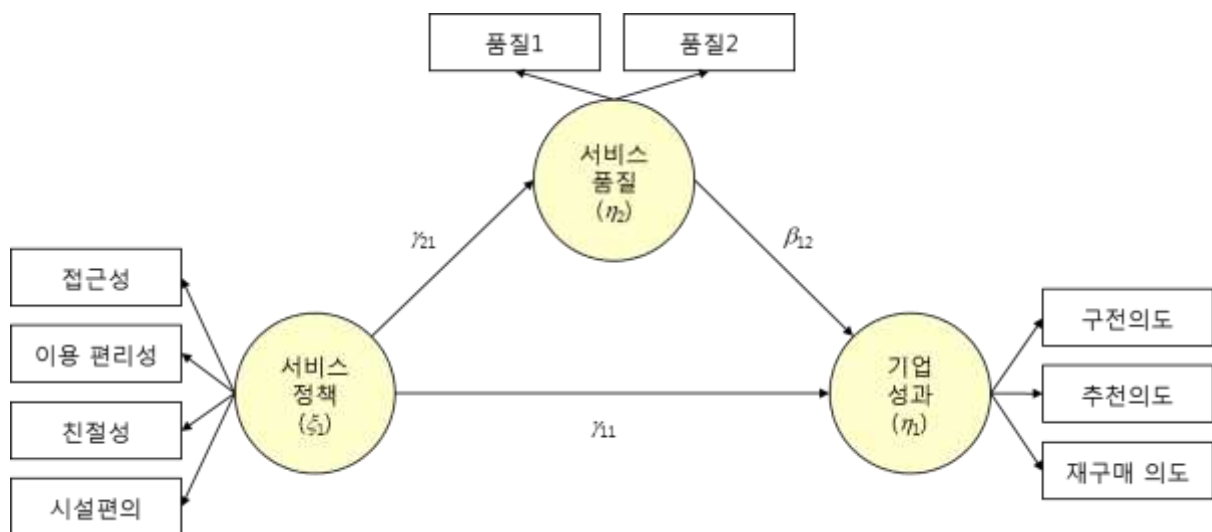 품질1
품질2
서비스
품질
(η₂)
γ₂₁
β₁₂
접근성
이용 편리성
친절성
시설편의
서비스
정책
(ξ₁)
γ₁₁
기업
성과
(η₁)
구전의도
추천의도
재구매 의도